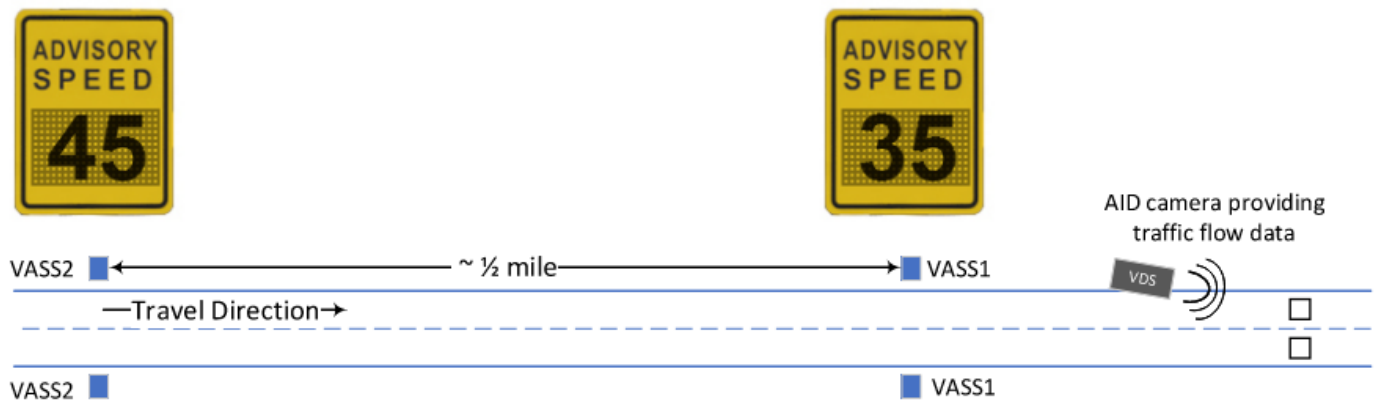 ADVISORY
SPEED
45
ADVISORY
SPEED
35
AID camera providing
traffic flow data
VASS2
~ ½ mile
VASS1
VDS
Travel Direction
VASS2
VASS1